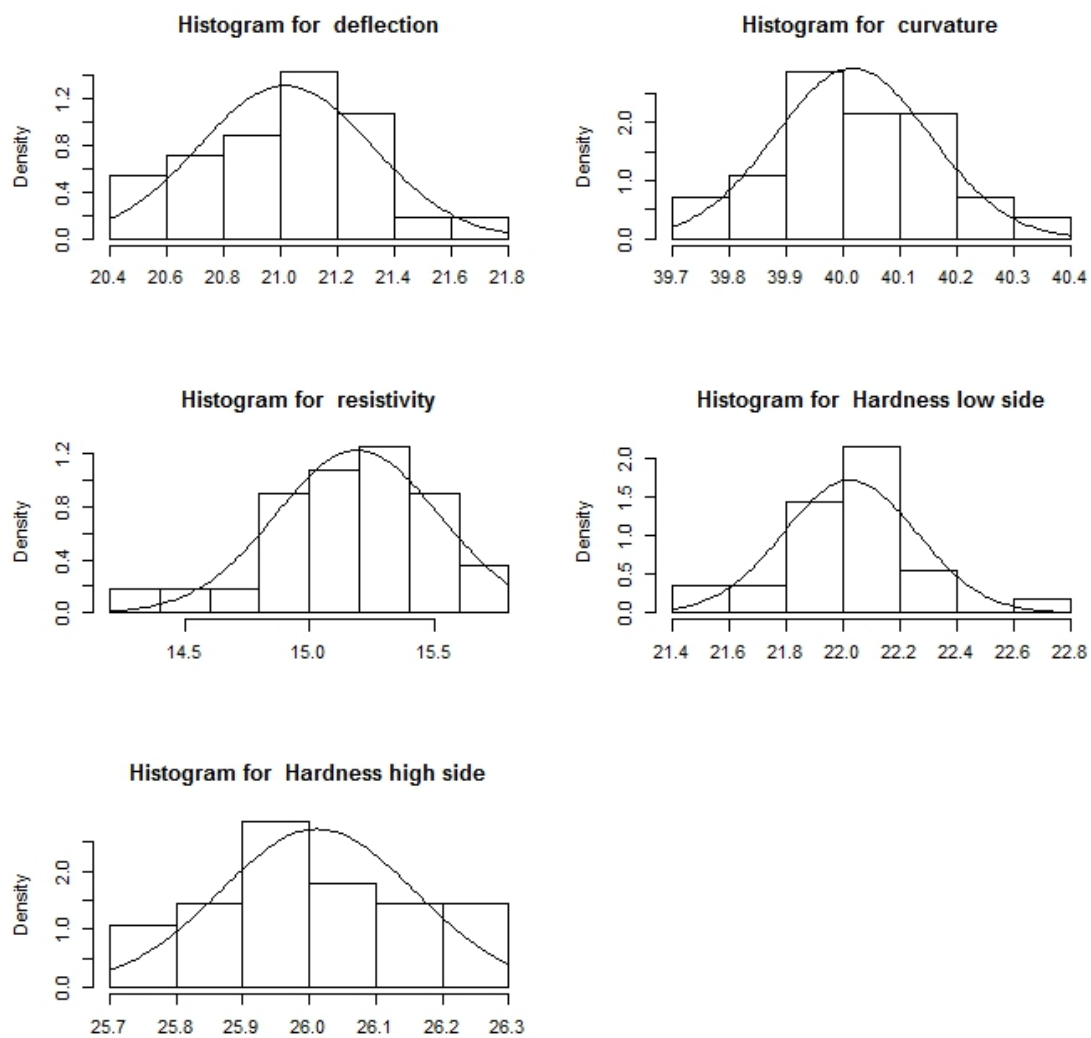 Histogram for deflection
Density
0.0 0.4 0.8 1.2
20.4 20.6 20.8 21.0 21.2 21.4 21.6 21.8
Histogram for curvature
Density
0.0 1.0 2.0
39.7 39.8 39.9 40.0 40.1 40.2 40.3 40.4
Histogram for resistivity
Density
0.0 0.4 0.8 1.2
14.5 15.0 15.5
Histogram for Hardness low side
Density
0.0 0.5 1.0 1.5 2.0
21.4 21.6 21.8 22.0 22.2 22.4 22.6 22.8
Histogram for Hardness high side
Density
0.0 1.0 2.0
25.7 25.8 25.9 26.0 26.1 26.2 26.3